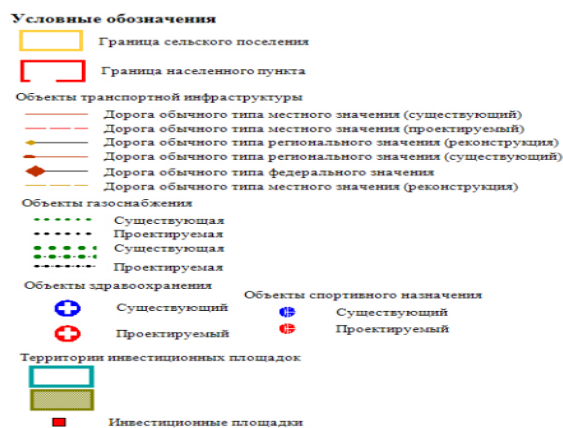 Условные обозначения
Граница сельского поселения
Граница населенного пункта
Объекты транспортной инфраструктуры
Дорога обычного типа местного значения (существующий)
Дорога обычного типа местного значения (проектируемый)
Дорога обычного типа регионального значения (реконструкция)
Дорога обычного типа регионального значения (существующий)
Дорога обычного типа федерального значения
Дорога обычного типа местного значения (реконструкция)
Объекты газоснабжения
Существующая
Проектируемая
Существующая
Проектируемая
Объекты здравоохранения
Существующий
Проектируемый
Объекты спортивного назначения
Существующий
Проектируемый
Территории инвестиционных площадок
Инвестиционные площадки